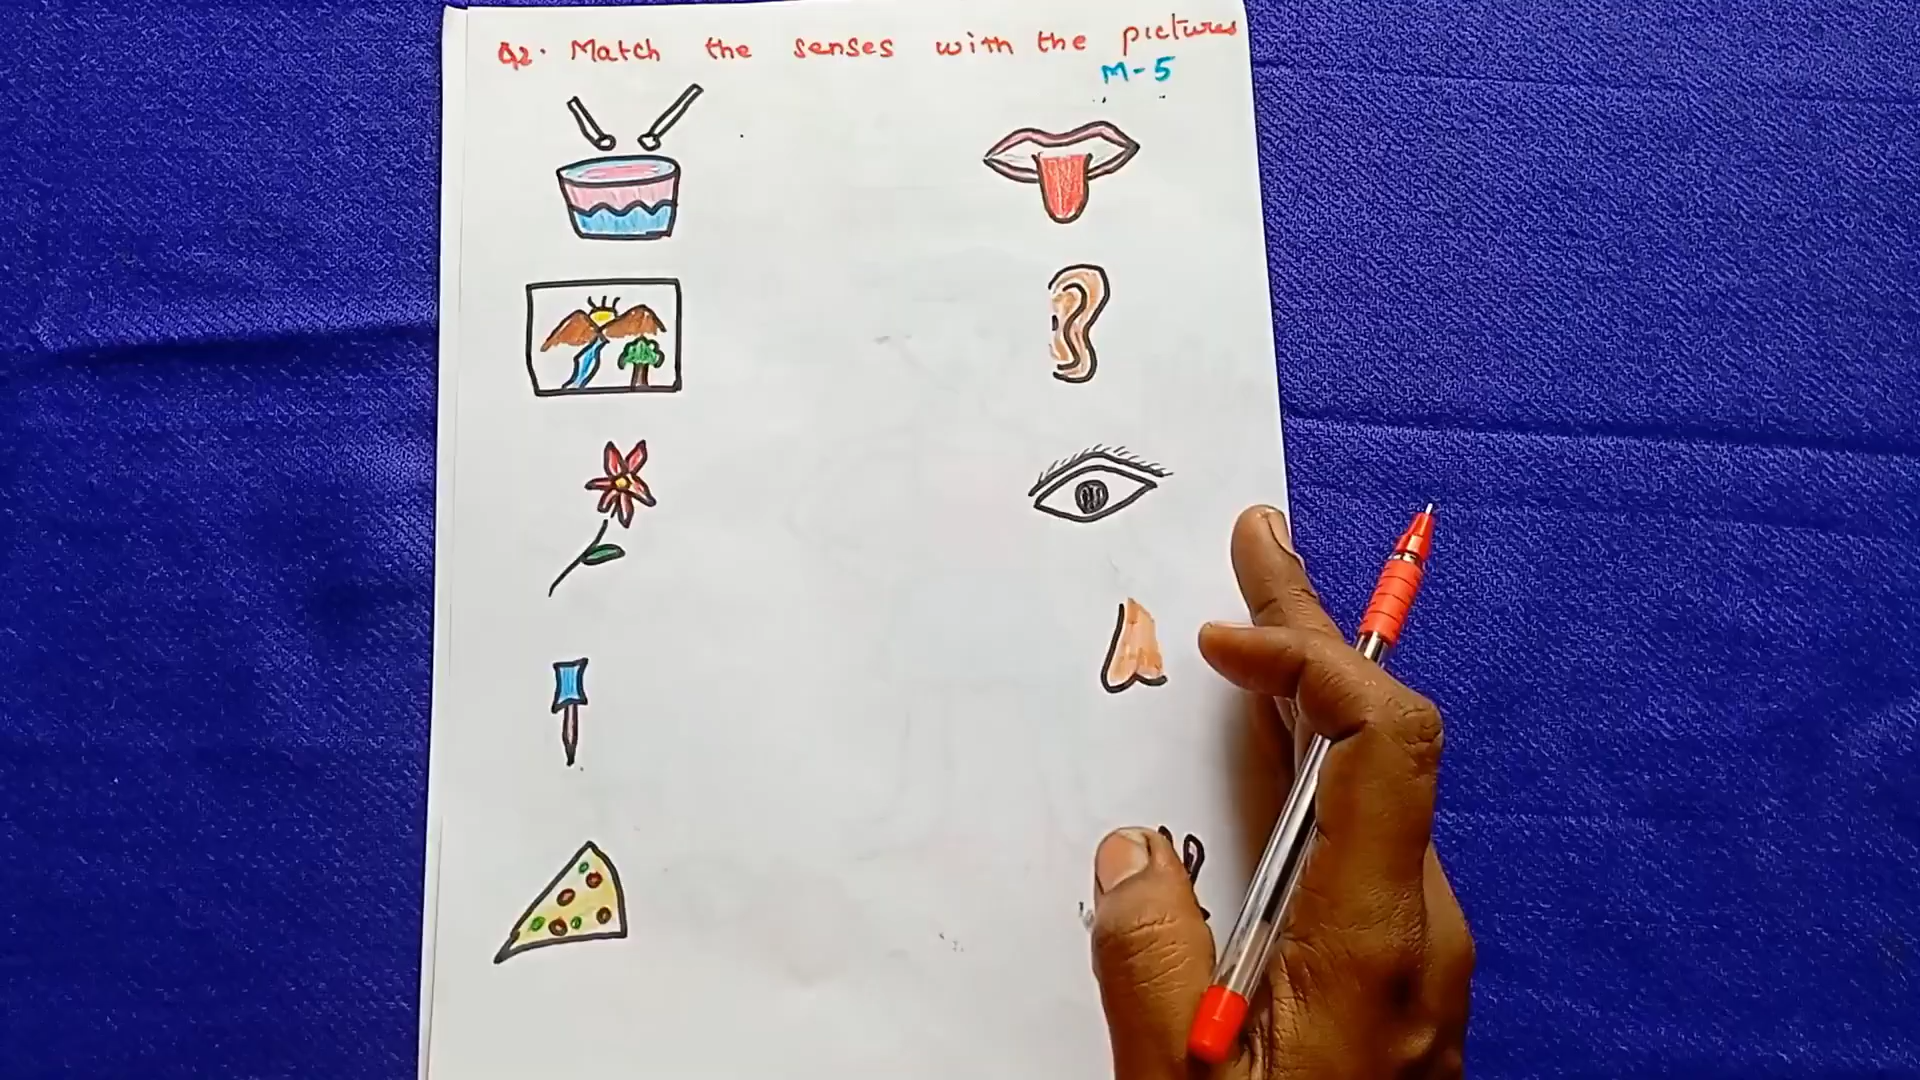 Q2. Match the senses with the pictures
M-5